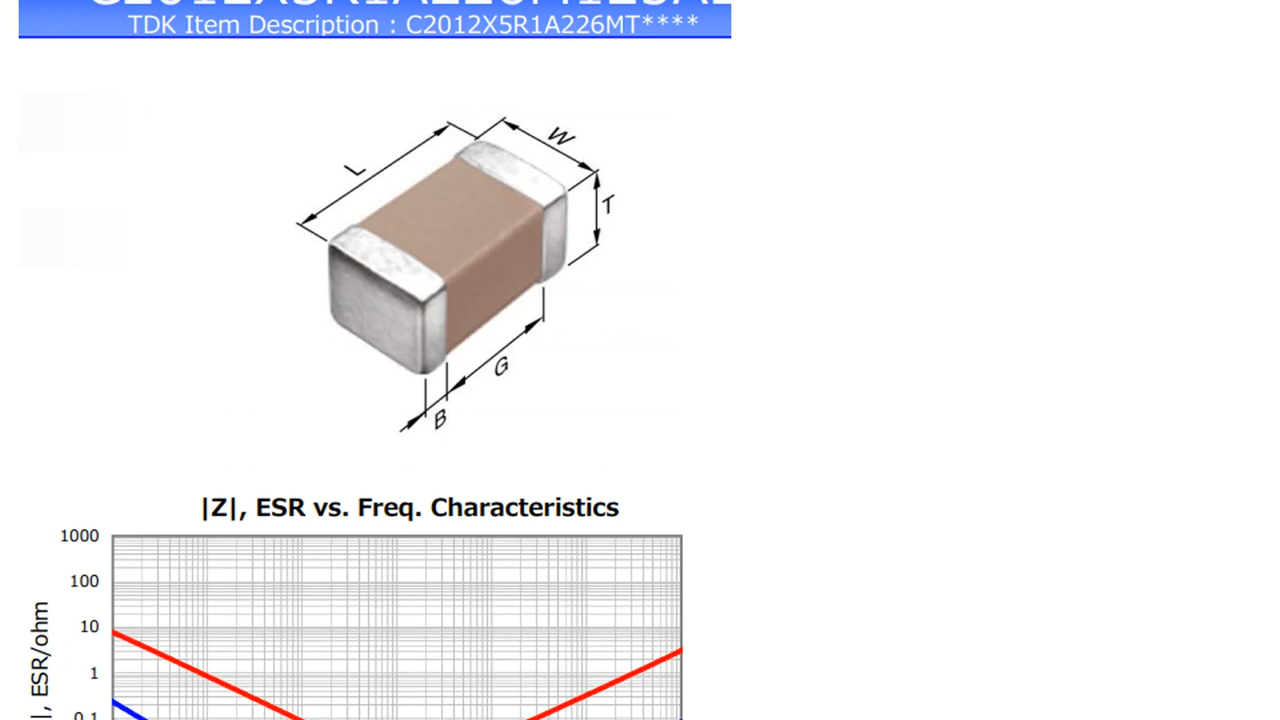 TDK Item Description : C2012X5R1A226MT****
L
W
T
G
B
|Z|, ESR vs. Freq. Characteristics
1000
100
10
1
0.1
|, ESR/ohm